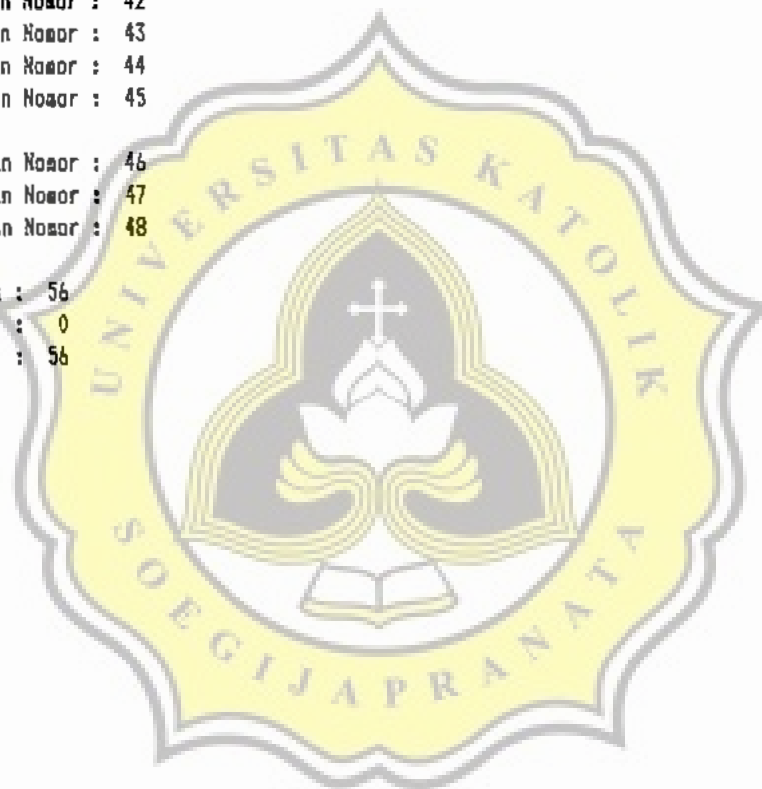 n Nomor : 42
n Nomor : 43
n Nomor : 44
n Nomor : 45
n Nomor : 46
n Nomor : 47
n Nomor : 48
: 56
: 0
: 56
UNIVERSITAS KATOLIK
SOEGIJAPRANATA